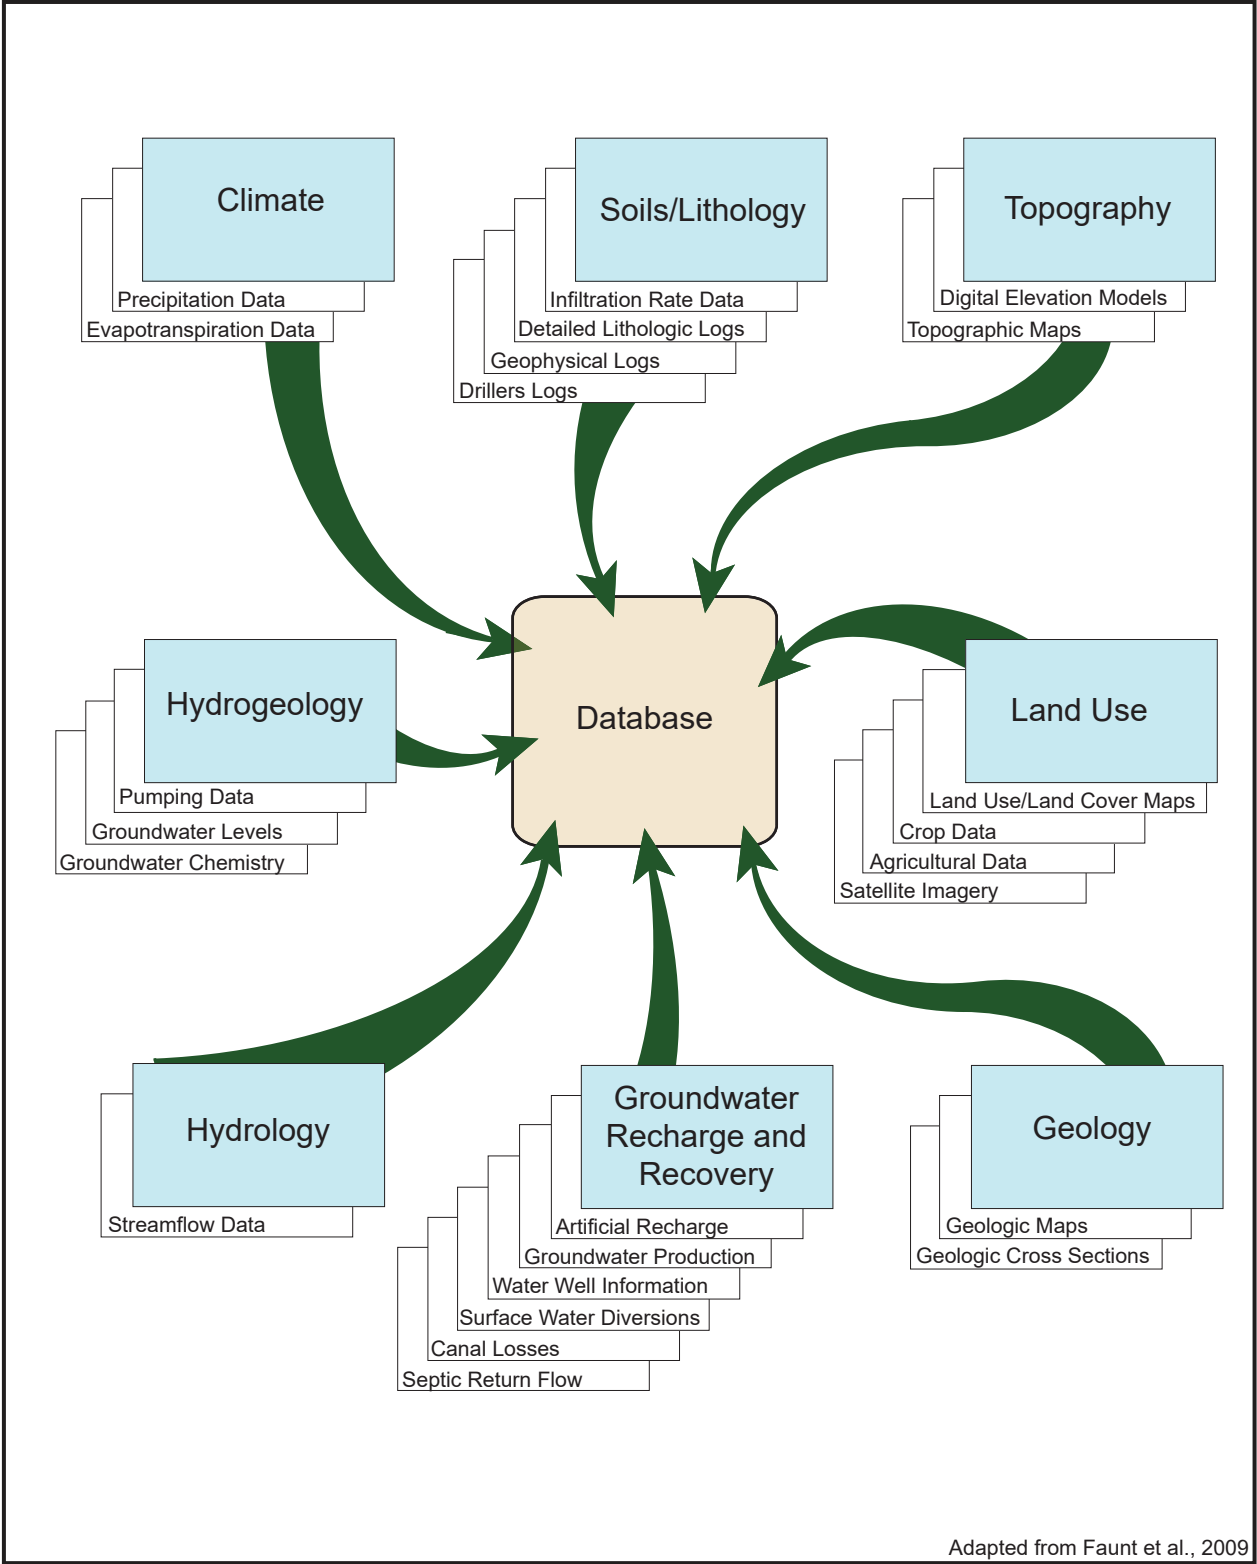 Climate
Precipitation Data
Evapotranspiration Data
Soils/Lithology
Infiltration Rate Data
Detailed Lithologic Logs
Geophysical Logs
Drillers Logs
Topography
Digital Elevation Models
Topographic Maps
Hydrogeology
Pumping Data
Groundwater Levels
Groundwater Chemistry
Database
Land Use
Land Use/Land Cover Maps
Crop Data
Agricultural Data
Satellite Imagery
Hydrology
Streamflow Data
Groundwater
Recharge and
Recovery
Artificial Recharge
Groundwater Production
Water Well Information
Surface Water Diversions
Canal Losses
Septic Return Flow
Geology
Geologic Maps
Geologic Cross Sections
Adapted from Faunt et al., 2009